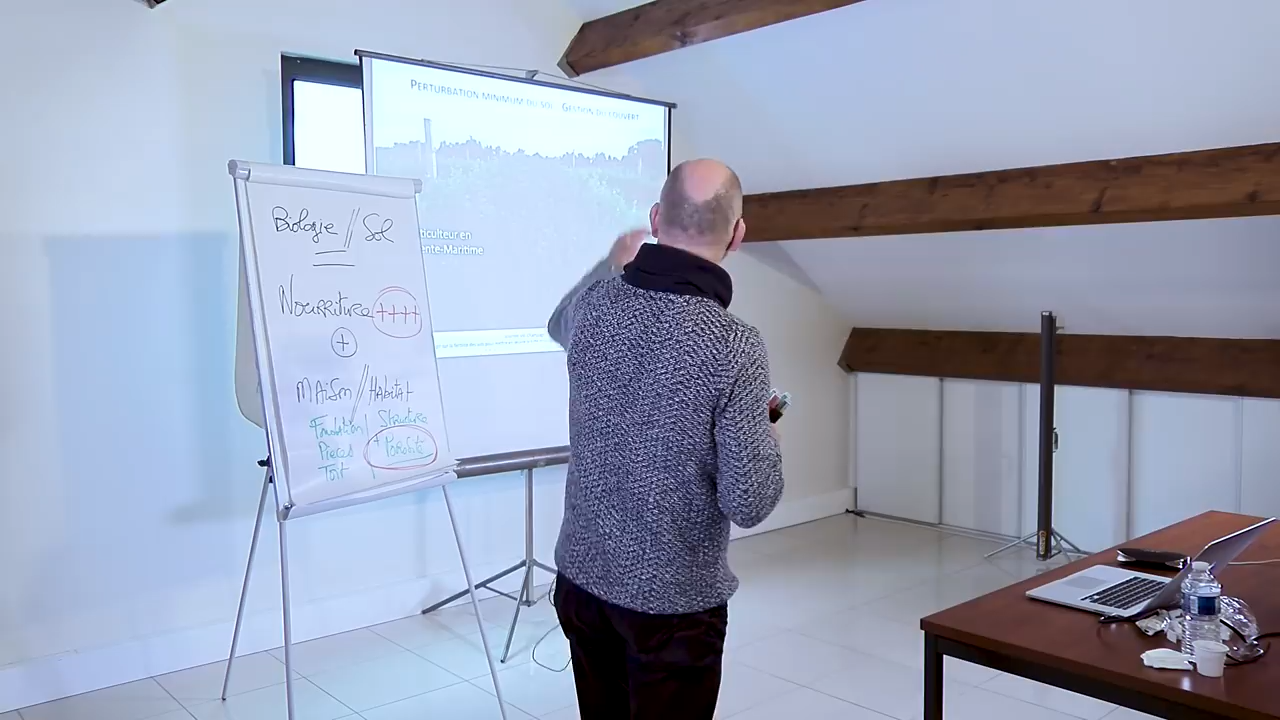 PERTURBATION MINIMUM DU SOL GESTION DU COUVERT
ticulteur en
ente-Maritime
Biologie // Sol
Nourriture ++++
+
MAison // HAbitat
Fondation | Structure
Pièces + Porosité
Toit